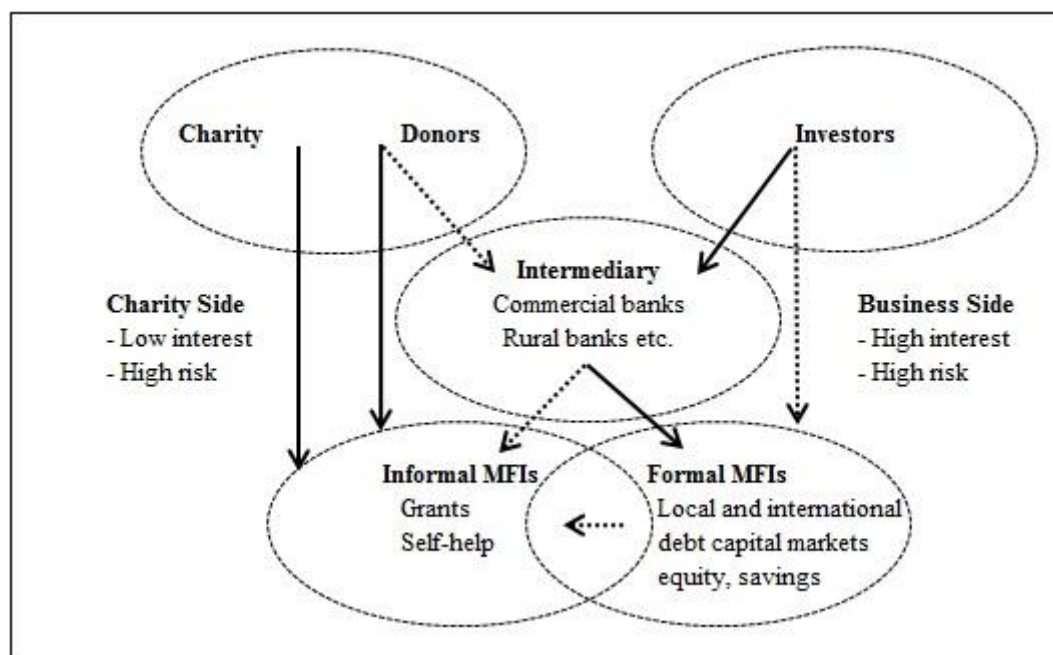 Charity
Donors
Investors
Intermediary
Commercial banks
Rural banks etc.
Charity Side
- Low interest
- High risk
Business Side
- High interest
- High risk
Informal MFIs
Grants
Self-help
Formal MFIs
Local and international
debt capital markets
equity, savings